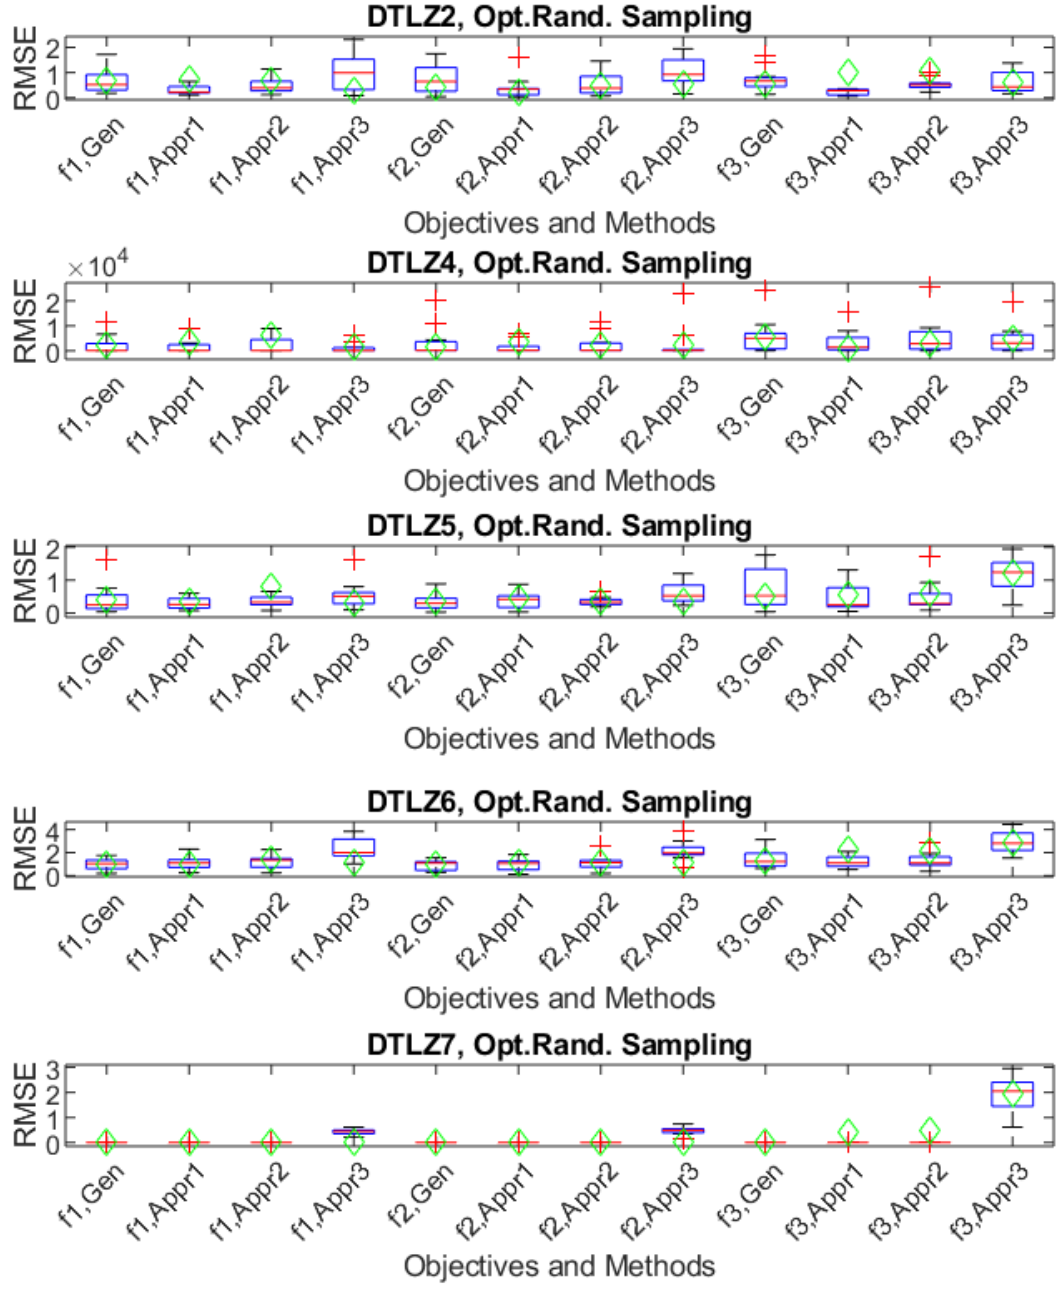 DTLZ2, Opt.Rand. Sampling
RMSE
2
1
0
f1,Gen
f1,Appr1
f1,Appr2
f1,Appr3
f2,Gen
f2,Appr1
f2,Appr2
f2,Appr3
f3,Gen
f3,Appr1
f3,Appr2
f3,Appr3
Objectives and Methods
×10^4
DTLZ4, Opt.Rand. Sampling
RMSE
2
1
0
f1,Gen
f1,Appr1
f1,Appr2
f1,Appr3
f2,Gen
f2,Appr1
f2,Appr2
f2,Appr3
f3,Gen
f3,Appr1
f3,Appr2
f3,Appr3
Objectives and Methods
DTLZ5, Opt.Rand. Sampling
RMSE
2
1
0
f1,Gen
f1,Appr1
f1,Appr2
f1,Appr3
f2,Gen
f2,Appr1
f2,Appr2
f2,Appr3
f3,Gen
f3,Appr1
f3,Appr2
f3,Appr3
Objectives and Methods
DTLZ6, Opt.Rand. Sampling
RMSE
4
2
0
f1,Gen
f1,Appr1
f1,Appr2
f1,Appr3
f2,Gen
f2,Appr1
f2,Appr2
f2,Appr3
f3,Gen
f3,Appr1
f3,Appr2
f3,Appr3
Objectives and Methods
DTLZ7, Opt.Rand. Sampling
RMSE
3
2
1
0
f1,Gen
f1,Appr1
f1,Appr2
f1,Appr3
f2,Gen
f2,Appr1
f2,Appr2
f2,Appr3
f3,Gen
f3,Appr1
f3,Appr2
f3,Appr3
Objectives and Methods